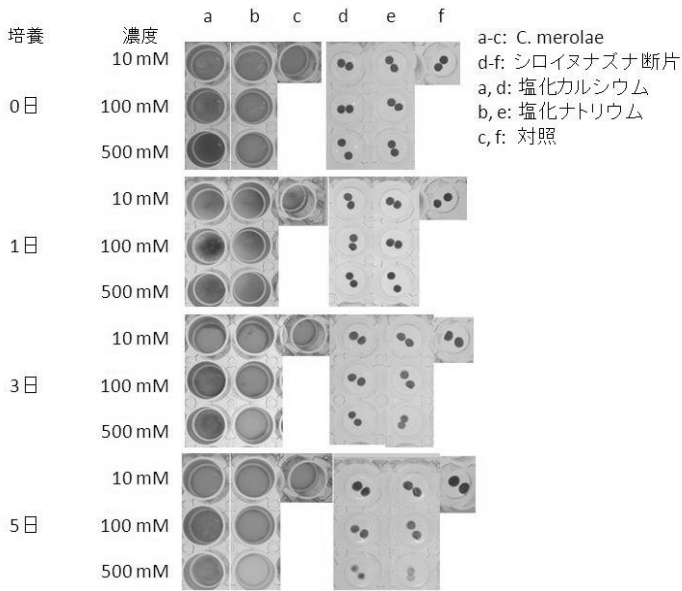 a b c d e f
培養 濃度
a-c: C. merolae
d-f: シロイヌナズナ断片
a, d: 塩化カルシウム
b, e: 塩化ナトリウム
c, f: 対照
10 mM
0日 100 mM
500 mM
10 mM
1日 100 mM
500 mM
10 mM
3日 100 mM
500 mM
10 mM
5日 100 mM
500 mM